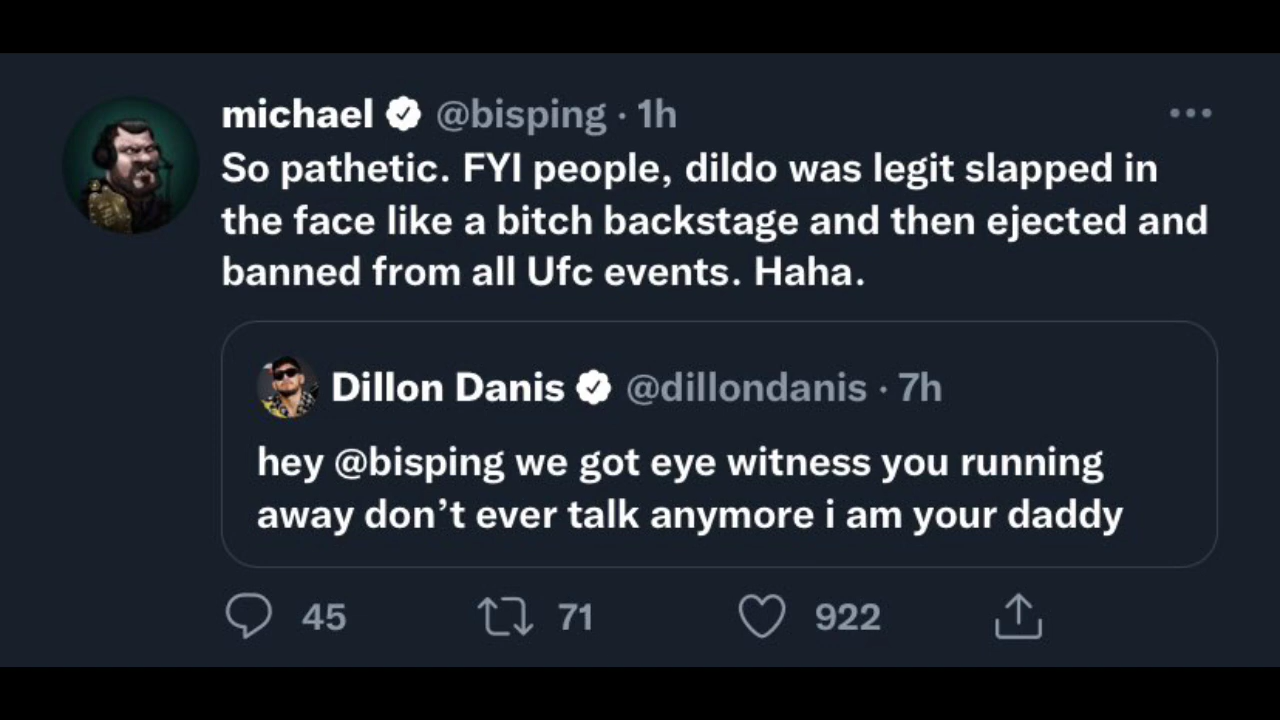 michael @bisping · 1h
So pathetic. FYI people, dildo was legit slapped in
the face like a bitch backstage and then ejected and
banned from all Ufc events. Haha.
Dillon Danis @dillondanis · 7h
hey @bisping we got eye witness you running
away don’t ever talk anymore i am your daddy
45 71 922